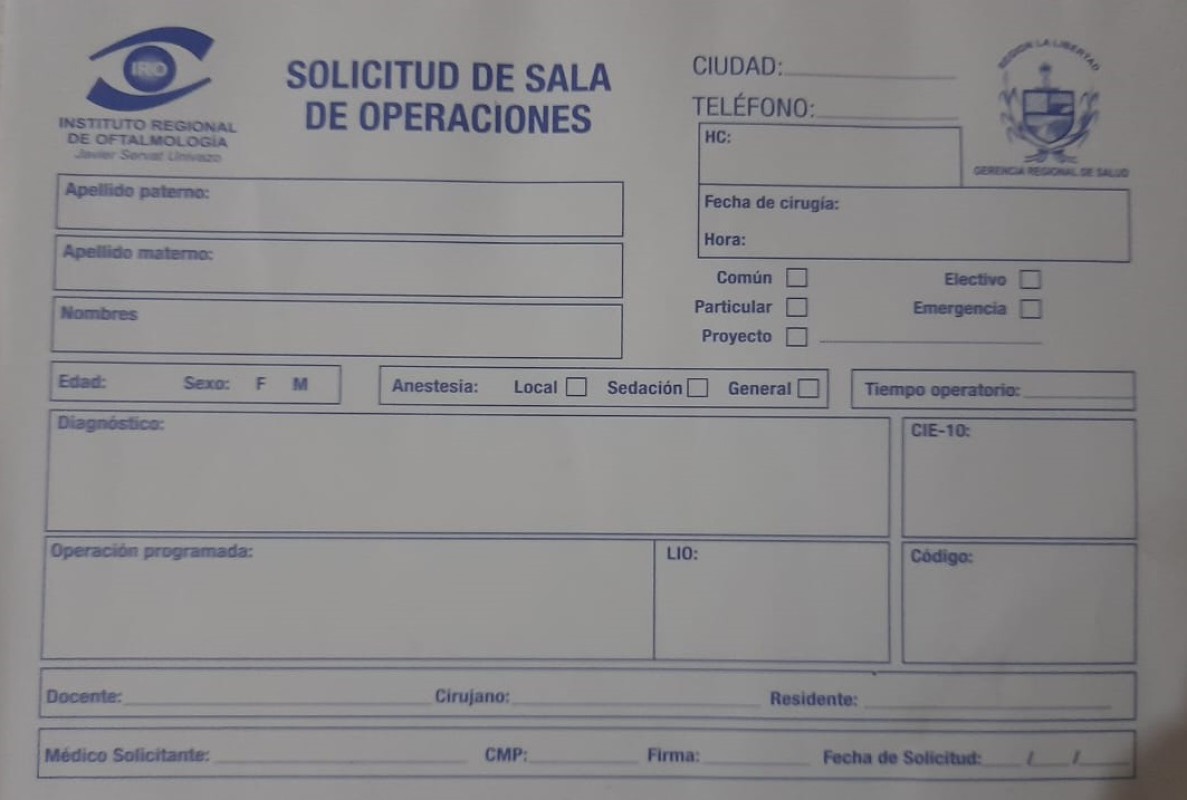 IRO
INSTITUTO REGIONAL
DE OFTALMOLOGÍA
Javier Servat Univazo
SOLICITUD DE SALA
DE OPERACIONES
CIUDAD:
TELÉFONO:
REGION LA LIBERTAD
GERENCIA REGIONAL DE SALUD
HC:
Apellido paterno:
Fecha de cirugía:
Hora:
Apellido materno:
Común Electivo
Nombres
Particular Emergencia
Proyecto
Edad: Sexo: F M
Anestesia: Local Sedación General
Tiempo operatorio:
Diagnóstico:
CIE-10:
Operación programada:
LIO:
Código:
Docente: Cirujano: Residente:
Médico Solicitante: CMP: Firma: Fecha de Solicitud: / /